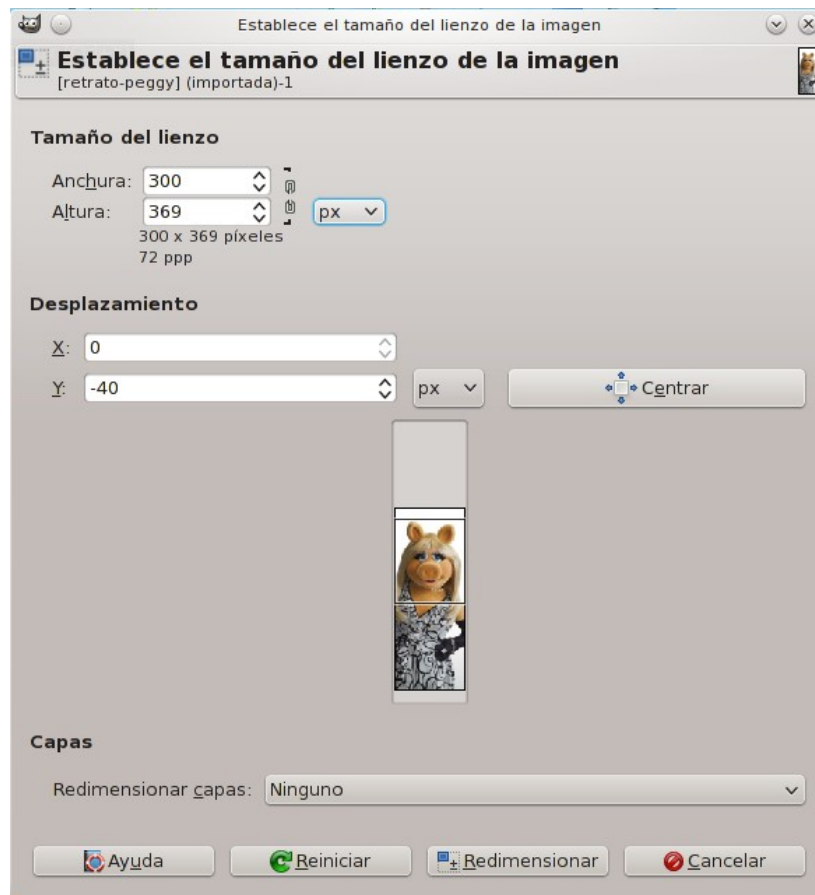 Establece el tamaño del lienzo de la imagen
Establece el tamaño del lienzo de la imagen
[retrato-peggy] (importada)-1
Tamaño del lienzo
Anchura: 300
Altura: 369 px
300 x 369 píxeles
72 ppp
Desplazamiento
X: 0
Y: -40 px Centrar
Capas
Redimensionar capas: Ninguno
Ayuda Reiniciar Redimensionar Cancelar